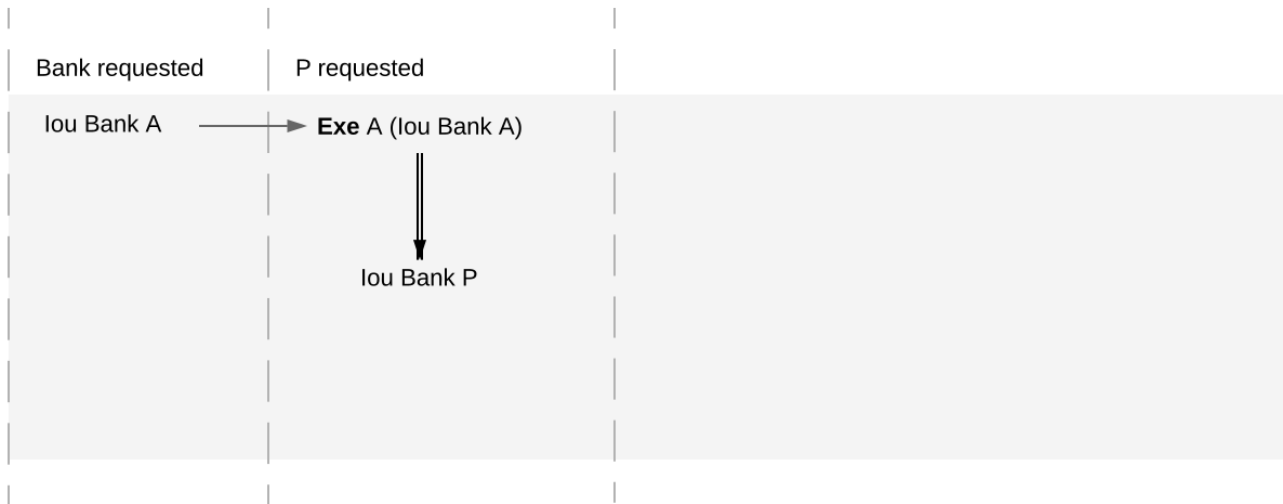 Bank requested
P requested
Iou Bank A
Exe A (Iou Bank A)
Iou Bank P